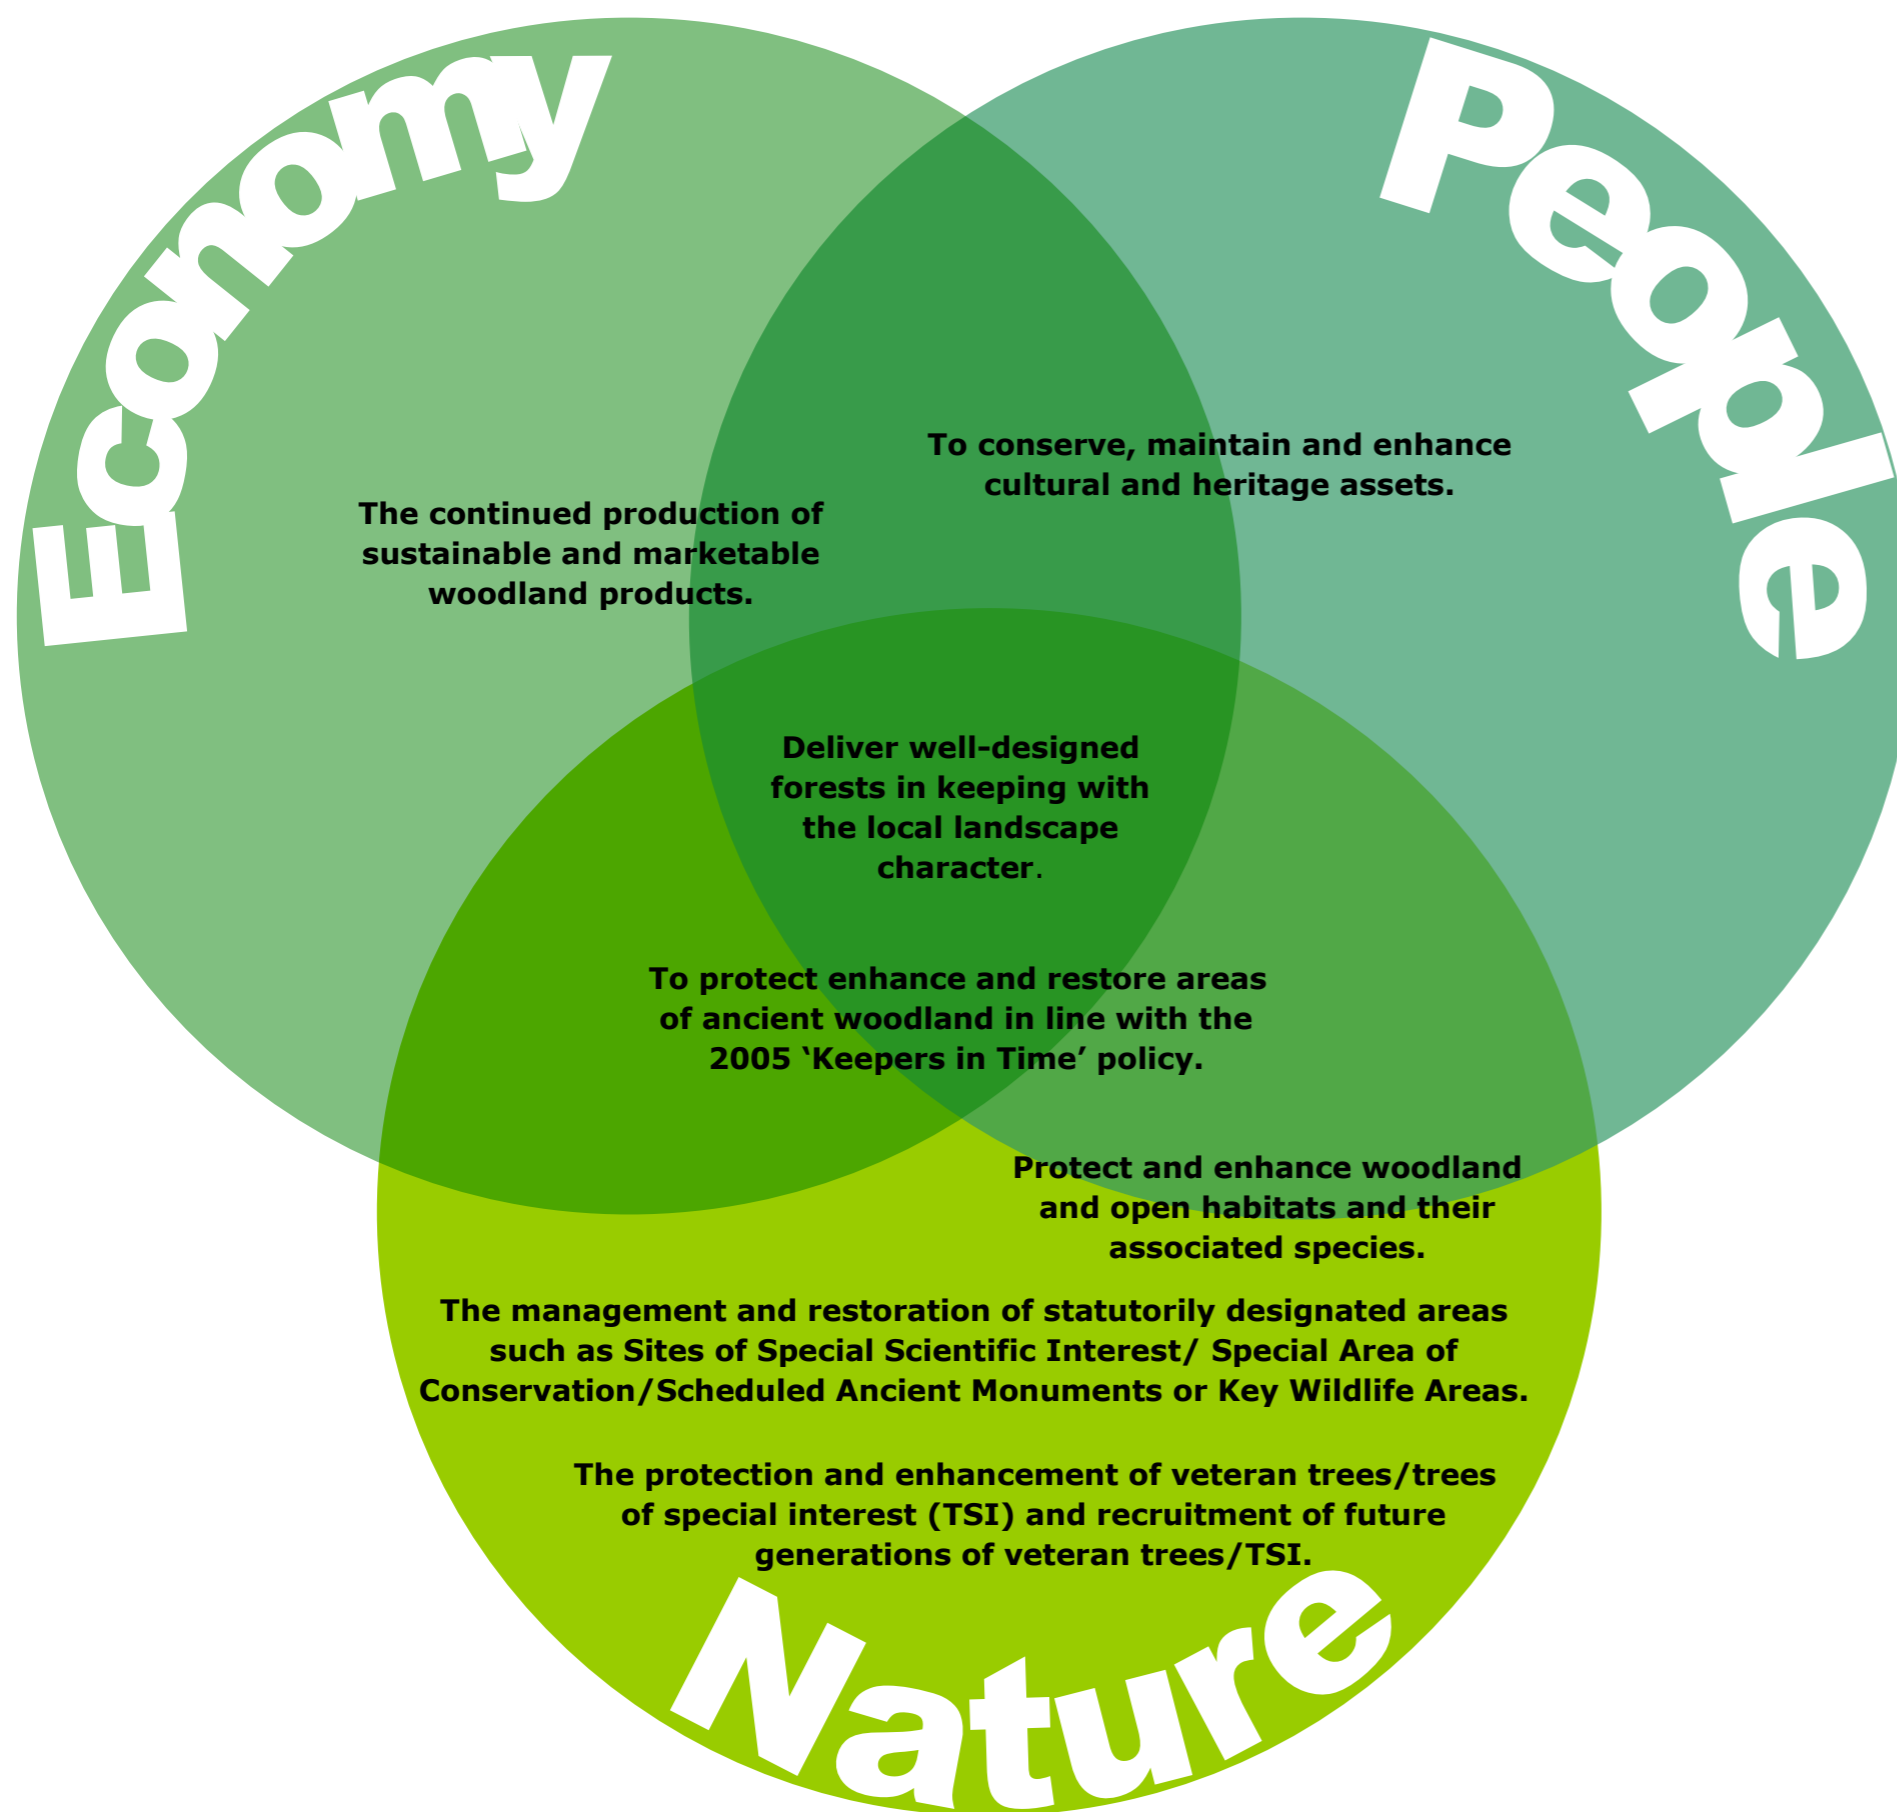 Economy
People
To conserve, maintain and enhance
cultural and heritage assets.
The continued production of
sustainable and marketable
woodland products.
Deliver well-designed
forests in keeping with
the local landscape
character.
To protect enhance and restore areas
of ancient woodland in line with the
2005 ‘Keepers in Time’ policy.
Protect and enhance woodland
and open habitats and their
associated species.
The management and restoration of statutorily designated areas
such as Sites of Special Scientific Interest/ Special Area of
Conservation/Scheduled Ancient Monuments or Key Wildlife Areas.
The protection and enhancement of veteran trees/trees
of special interest (TSI) and recruitment of future
generations of veteran trees/TSI.
Nature